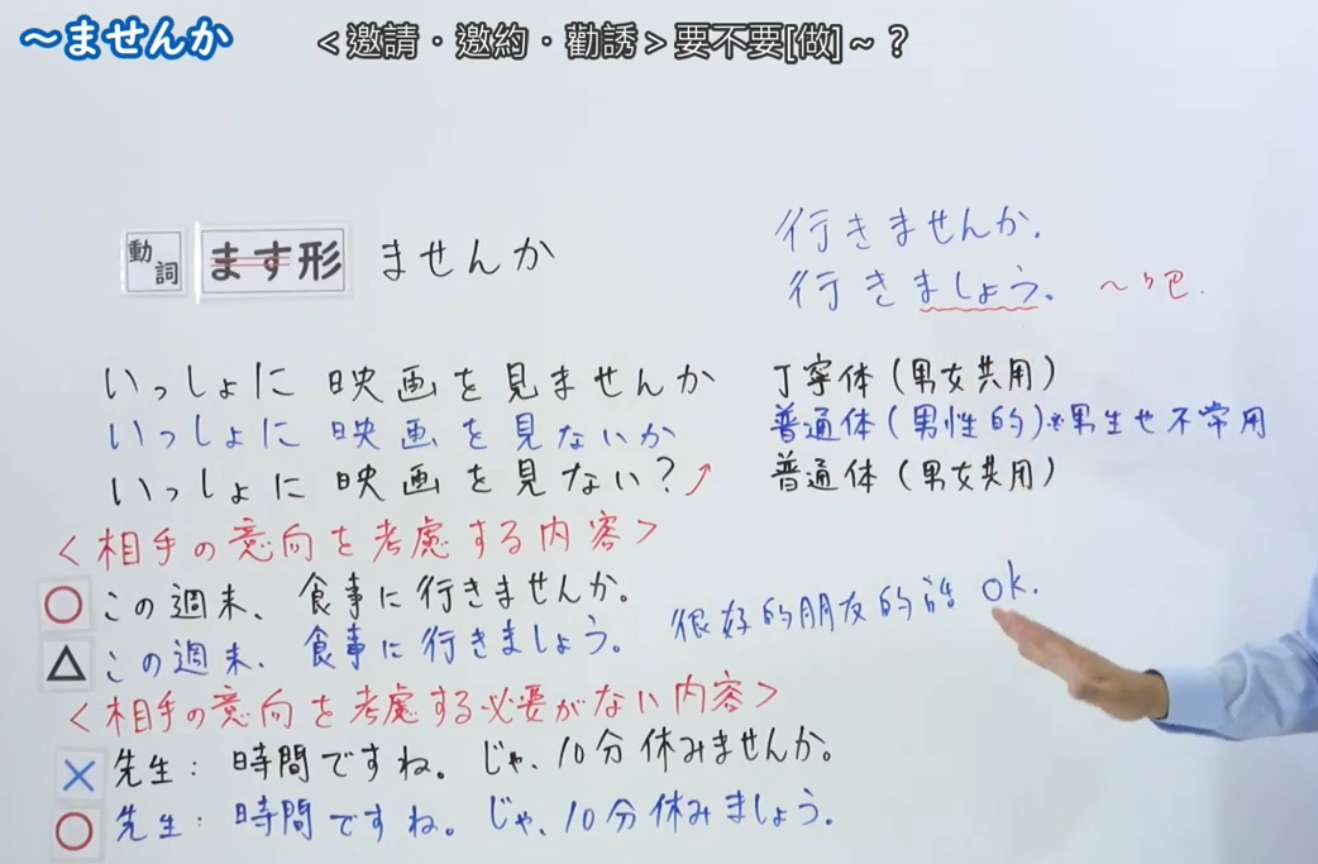 ～ませんか ＜邀請・邀約・勸誘＞要不要[做]～？
動詞 ます形 ませんか
行きませんか。
行きましょう。 ～吧.
いっしょに 映画を見ませんか 丁寧体（男女共用）
いっしょに 映画を見ないか 普通体（男性的）※男生也不常用
いっしょに 映画を見ない？↗ 普通体（男女共用）
＜相手の意向を考慮する内容＞
○ この週末、食事に行きませんか。
△ この週末、食事に行きましょう。 很好的朋友的話 ok.
＜相手の意向を考慮する必要がない内容＞
× 先生：時間ですね。じゃ、10分休みませんか。
○ 先生：時間ですね。じゃ、10分休みましょう。